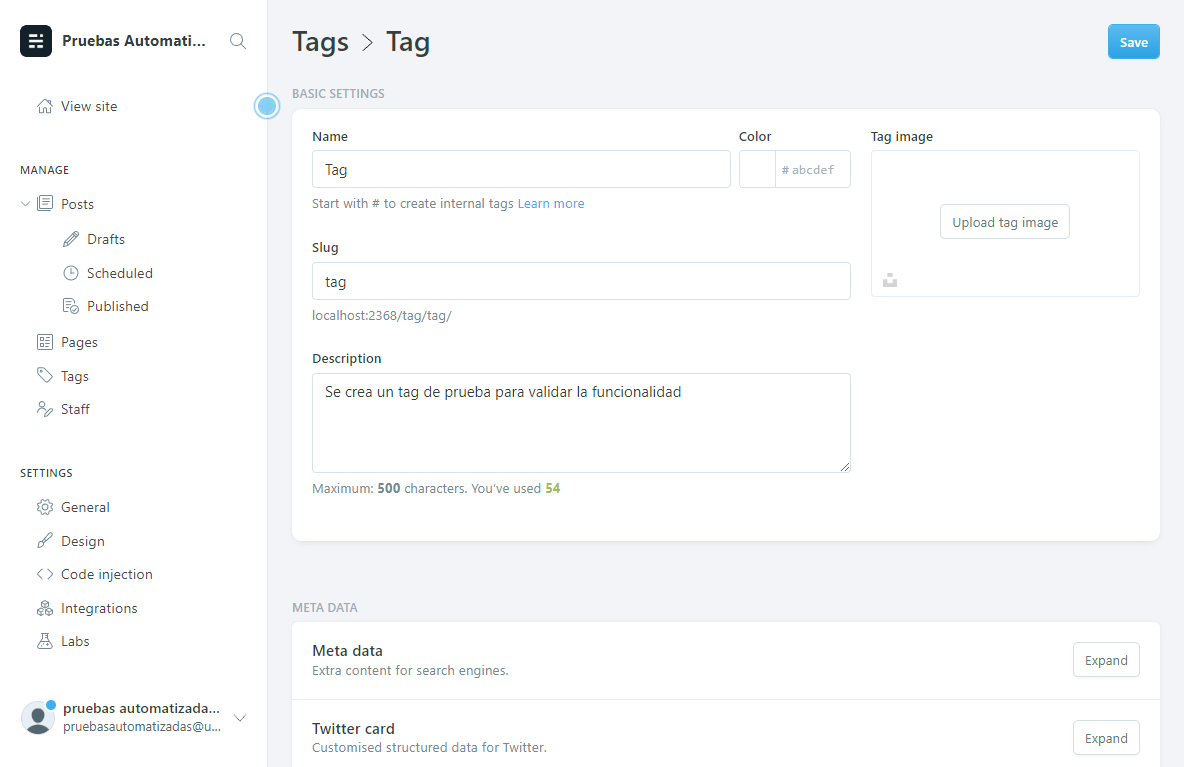 Pruebas Automati...
Tags > Tag
Save
View site
BASIC SETTINGS
Name
Color
Tag image
Tag
# abcdef
Upload tag image
Start with # to create internal tags Learn more
Slug
tag
localhost:2368/tag/tag/
Description
Se crea un tag de prueba para validar la funcionalidad
Maximum: 500 characters. You've used 54
MANAGE
Posts
Drafts
Scheduled
Published
Pages
Tags
Staff
SETTINGS
General
Design
Code injection
Integrations
Labs
META DATA
Meta data
Extra content for search engines.
Expand
Twitter card
Customised structured data for Twitter.
Expand
pruebas automatizada...
pruebasautomatizadas@u...